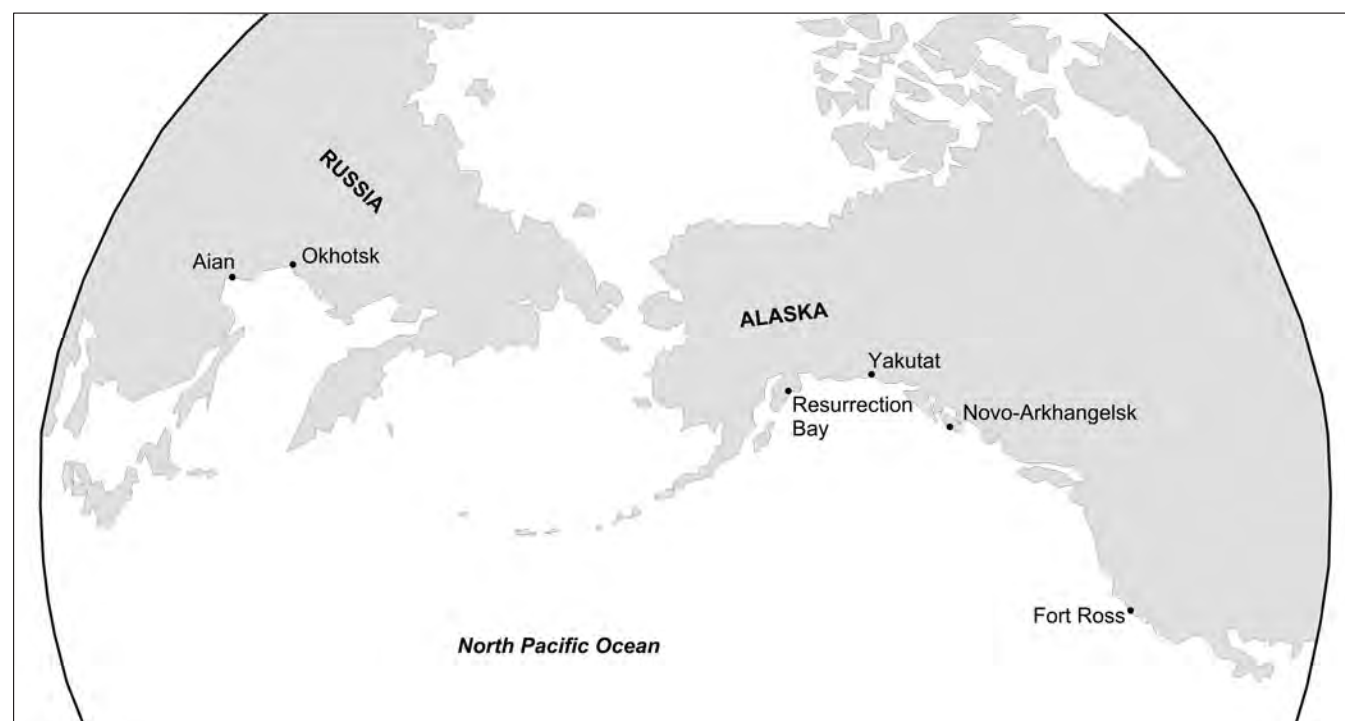 RUSSIA
Aian
Okhotsk
ALASKA
Yakutat
Resurrection
Bay
Novo-Arkhangelsk
Fort Ross
North Pacific Ocean